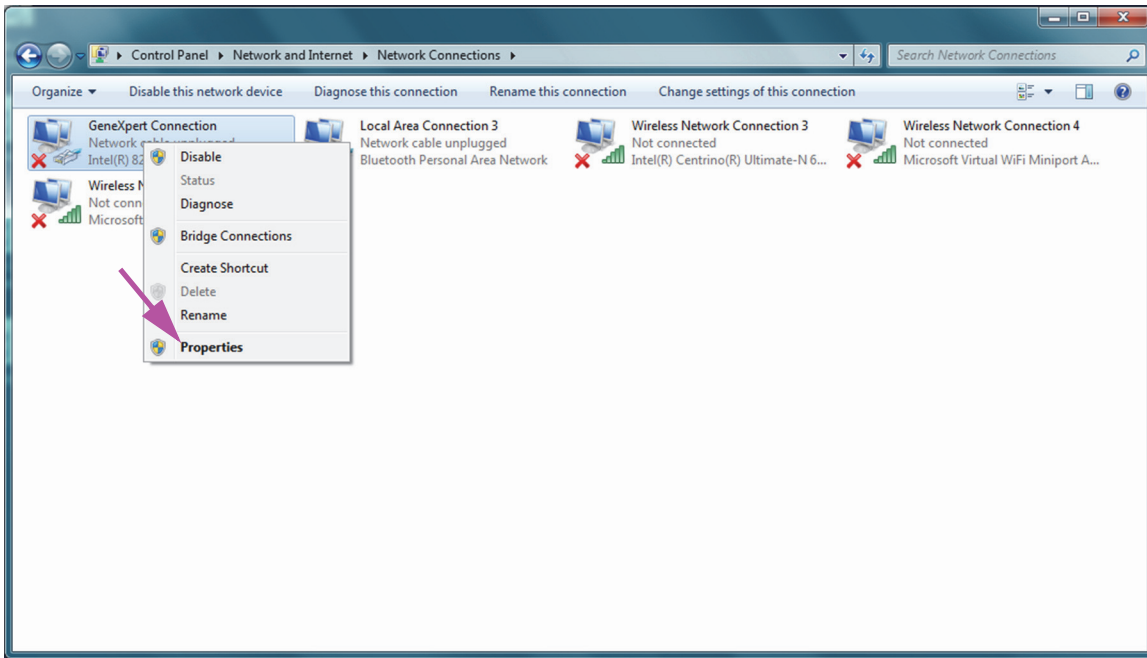 Control Panel Network and Internet Network Connections
Search Network Connections
Organize Disable this network device Diagnose this connection Rename this connection Change settings of this connection
GeneXpert Connection
Network cable unplugged
Intel(R) 82
Local Area Connection 3
Network cable unplugged
Bluetooth Personal Area Network
Wireless Network Connection 3
Not connected
Intel(R) Centrino(R) Ultimate-N 6...
Wireless Network Connection 4
Not connected
Microsoft Virtual WiFi Miniport A...
Wireless N
Not conn
Microsoft
Disable
Status
Diagnose
Bridge Connections
Create Shortcut
Delete
Rename
Properties